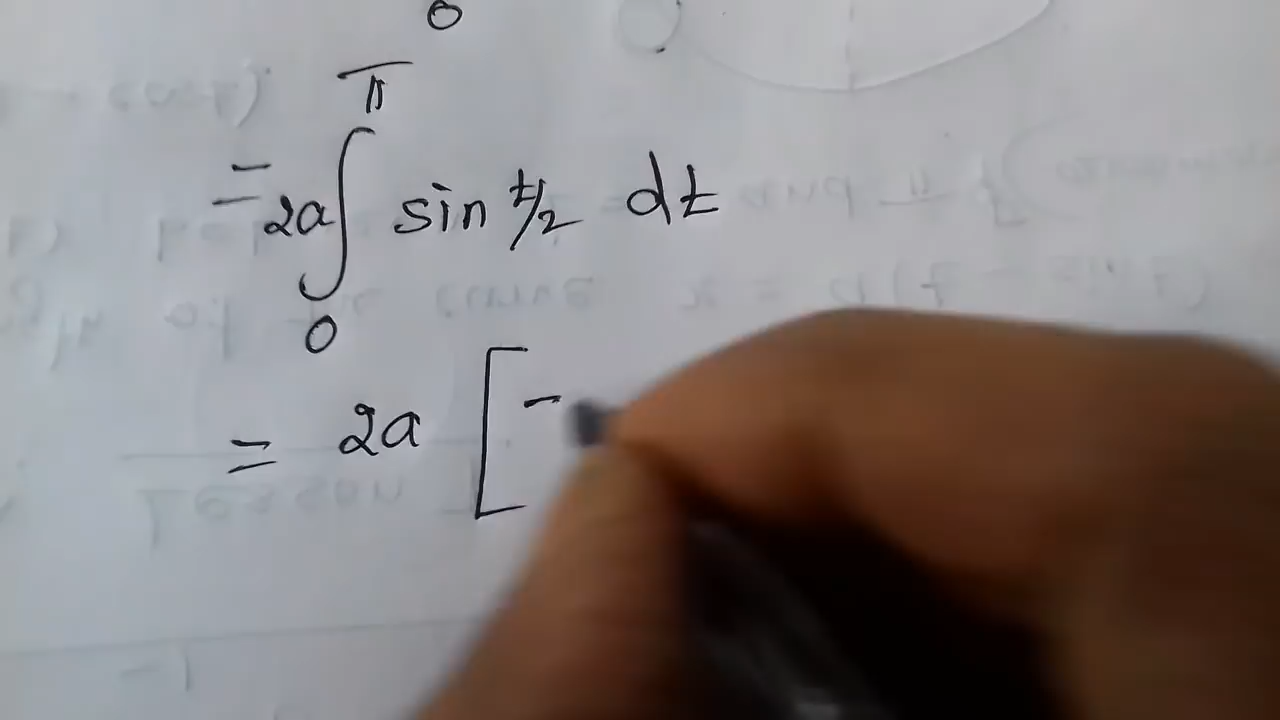 0
π
= 2a ∫ sin t/2 dt
0
= 2a [ -